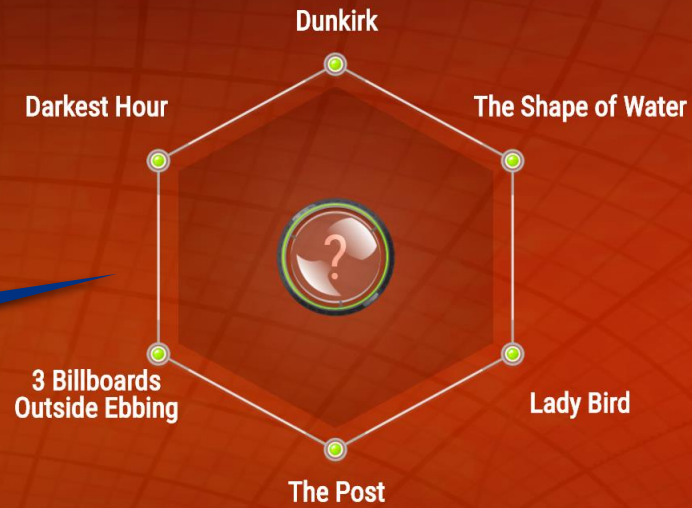 Dunkirk
Darkest Hour
The Shape of Water
?
3 Billboards
Outside Ebbing
Lady Bird
The Post